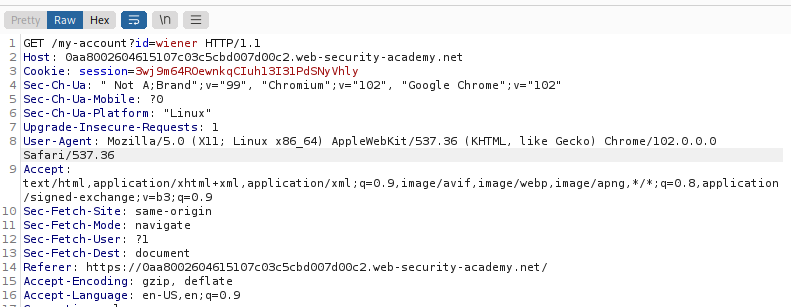 Pretty Raw Hex \n
1 GET /my-account?id=wiener HTTP/1.1
2 Host: 0aa8002604615107c03c5cbd007d00c2.web-security-academy.net
3 Cookie: session=3wj9m64ROewnkqCIuh13I31PdSNyVhly
4 Sec-Ch-Ua: " Not A;Brand";v="99", "Chromium";v="102", "Google Chrome";v="102"
5 Sec-Ch-Ua-Mobile: ?0
6 Sec-Ch-Ua-Platform: "Linux"
7 Upgrade-Insecure-Requests: 1
8 User-Agent: Mozilla/5.0 (X11; Linux x86_64) AppleWebKit/537.36 (KHTML, like Gecko) Chrome/102.0.0.0
Safari/537.36
9 Accept:
text/html,application/xhtml+xml,application/xml;q=0.9,image/avif,image/webp,image/apng,*/*;q=0.8,application
/signed-exchange;v=b3;q=0.9
10 Sec-Fetch-Site: same-origin
11 Sec-Fetch-Mode: navigate
12 Sec-Fetch-User: ?1
13 Sec-Fetch-Dest: document
14 Referer: https://0aa8002604615107c03c5cbd007d00c2.web-security-academy.net/
15 Accept-Encoding: gzip, deflate
16 Accept-Language: en-US,en;q=0.9